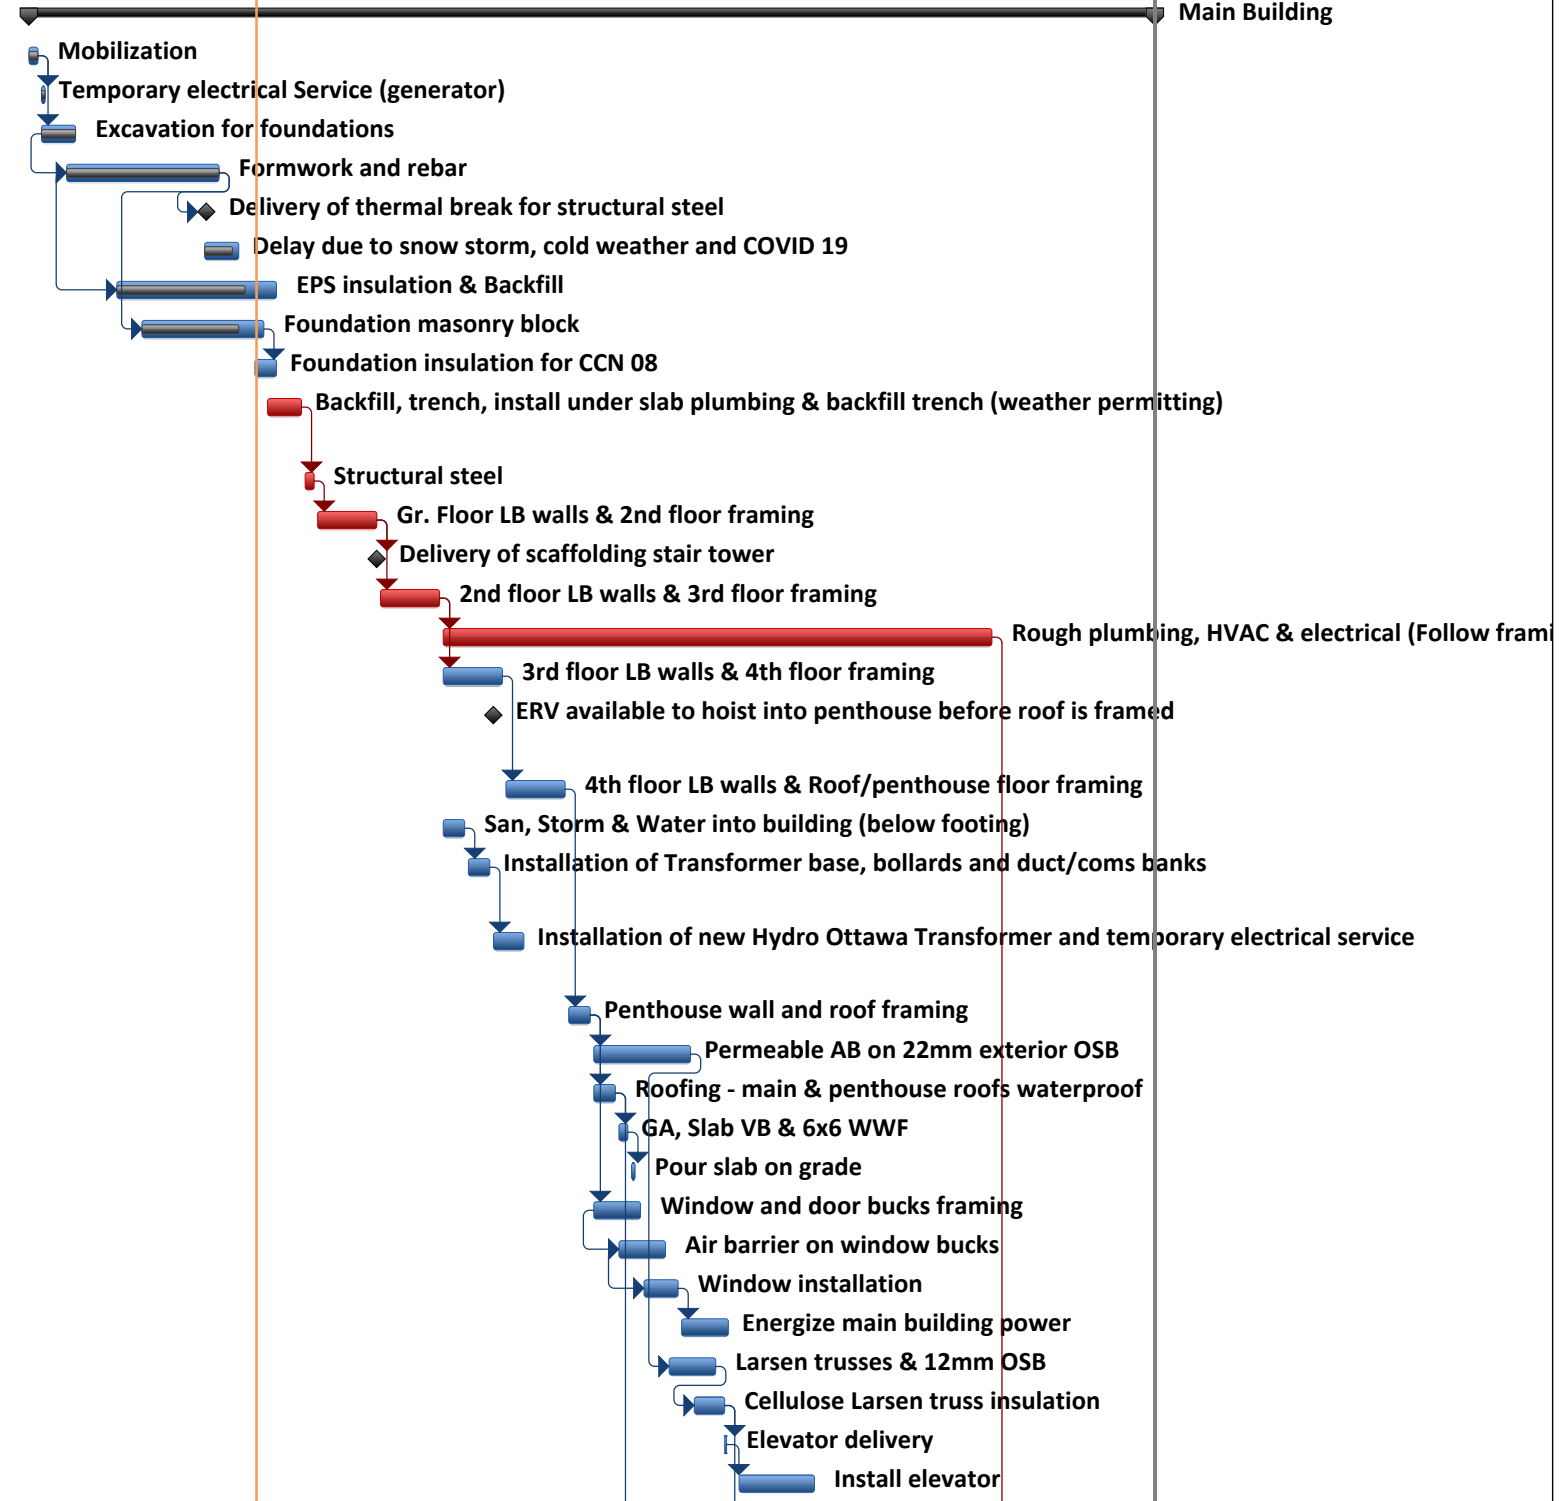 Main Building
Mobilization
Temporary electrical Service (generator)
Excavation for foundations
Formwork and rebar
Delivery of thermal break for structural steel
Delay due to snow storm, cold weather and COVID 19
EPS insulation & Backfill
Foundation masonry block
Foundation insulation for CCN 08
Backfill, trench, install under slab plumbing & backfill trench (weather permitting)
Structural steel
Gr. Floor LB walls & 2nd floor framing
Delivery of scaffolding stair tower
2nd floor LB walls & 3rd floor framing
Rough plumbing, HVAC & electrical (Follow frami
3rd floor LB walls & 4th floor framing
ERV available to hoist into penthouse before roof is framed
4th floor LB walls & Roof/penthouse floor framing
San, Storm & Water into building (below footing)
Installation of Transformer base, bollards and duct/coms banks
Installation of new Hydro Ottawa Transformer and temporary electrical service
Penthouse wall and roof framing
Permeable AB on 22mm exterior OSB
Roofing - main & penthouse roofs waterproof
GA, Slab VB & 6x6 WWF
Pour slab on grade
Window and door bucks framing
Air barrier on window bucks
Window installation
Energize main building power
Larsen trusses & 12mm OSB
Cellulose Larsen truss insulation
Elevator delivery
Install elevator